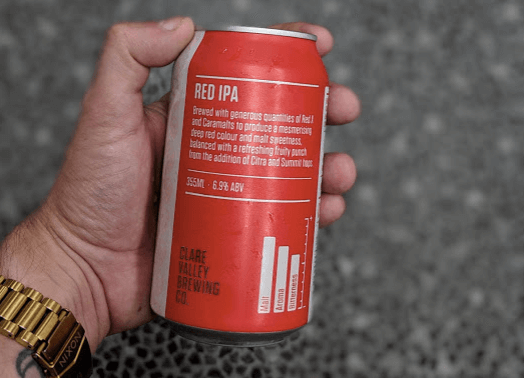 RED IPA
Brewed with generous quantities of Red X
and Caramalts to produce a mesmerising
deep red colour and malt sweetness,
balanced with a refreshing fruity punch
from the addition of Citra and Summit hops
355ML · 6.9% ABV
CLARE
VALLEY
BREWING
CO
Malt
Aroma
Bitterness
NIXON